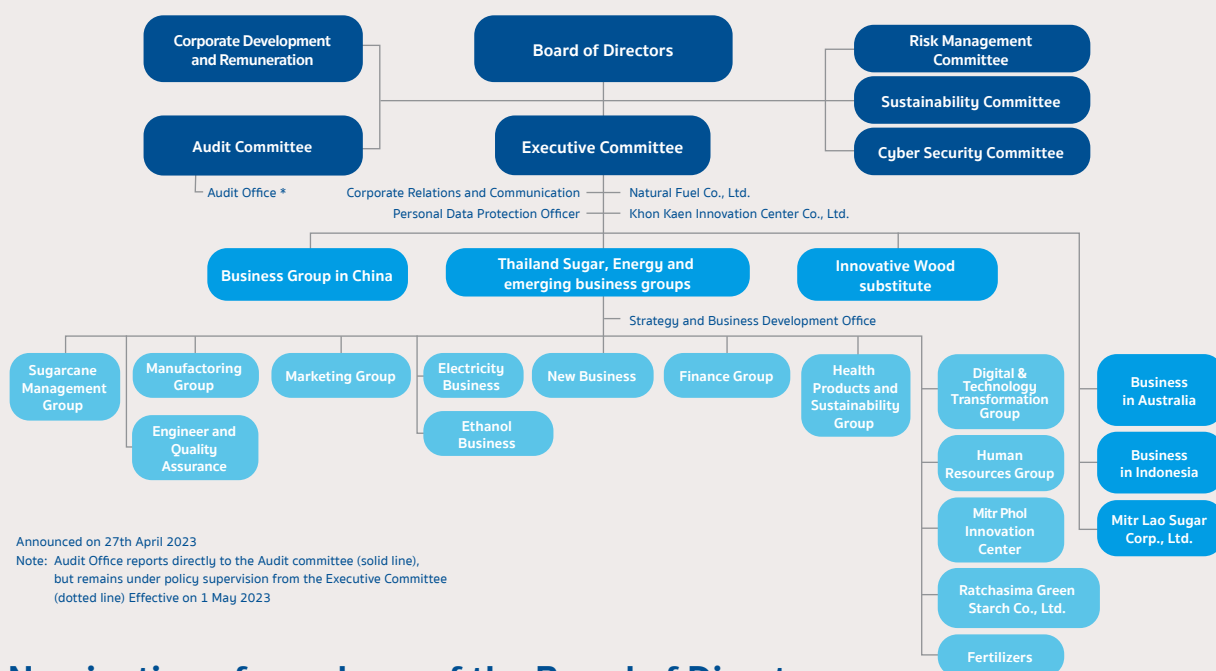 Corporate Development
and Remuneration
Board of Directors
Risk Management
Committee
Sustainability Committee
Audit Committee
Executive Committee
Cyber Security Committee
Audit Office *
Corporate Relations and Communication
Natural Fuel Co., Ltd.
Personal Data Protection Officer
Khon Kaen Innovation Center Co., Ltd.
Business Group in China
Thailand Sugar, Energy and
emerging business groups
Innovative Wood
substitute
Strategy and Business Development Office
Sugarcane
Management
Group
Manufactoring
Group
Marketing Group
Electricity
Business
New Business
Finance Group
Health
Products and
Sustainability
Group
Digital &
Technology
Transformation
Group
Business
in Australia
Engineer and
Quality
Assurance
Ethanol
Business
Human
Resources Group
Business
in Indonesia
Mitr Phol
Innovation
Center
Mitr Lao Sugar
Corp., Ltd.
Ratchasima Green
Starch Co., Ltd.
Fertilizers
Announced on 27th April 2023
Note: Audit Office reports directly to the Audit committee (solid line),
but remains under policy supervision from the Executive Committee
(dotted line) Effective on 1 May 2023